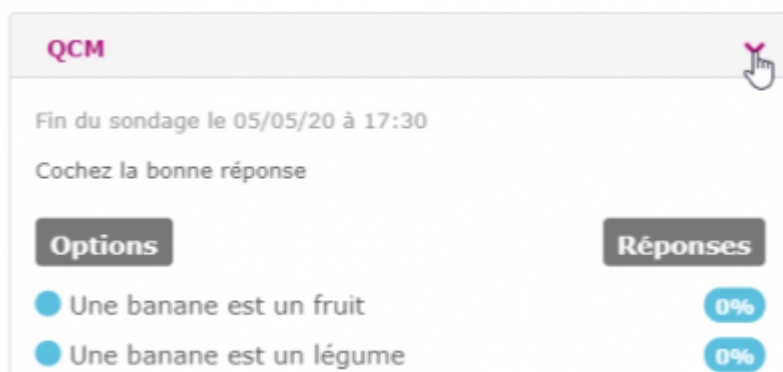 QCM
Fin du sondage le 05/05/20 à 17:30
Cochez la bonne réponse
Options Réponses
Une banane est un fruit 0%
Une banane est un légume 0%